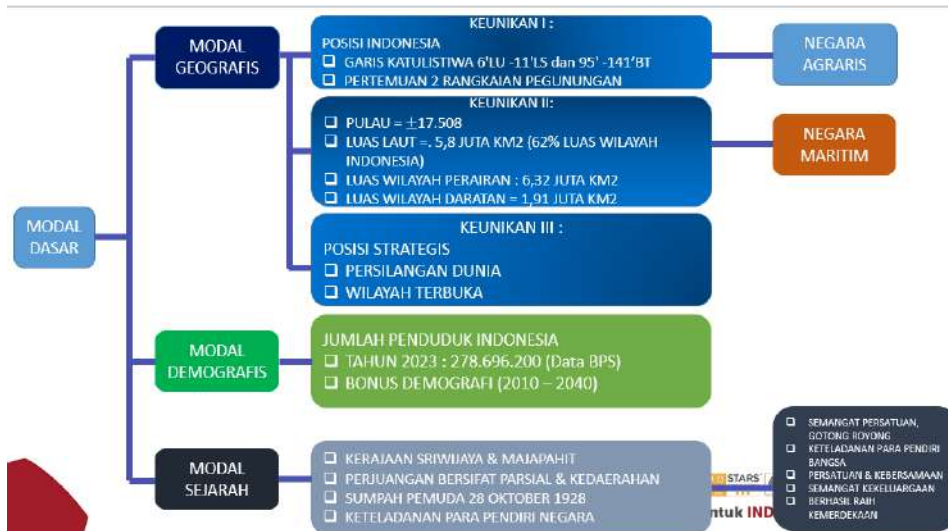 MODAL
DASAR
MODAL
GEOGRAFIS
KEUNIKAN I :
POSISI INDONESIA
GARIS KATULISTIWA 6'LU -11'LS dan 95' -141'BT
PERTEMUAN 2 RANGKAIAN PEGUNUNGAN
NEGARA
AGRARIS
KEUNIKAN II:
PULAU = ±17.508
LUAS LAUT =. 5,8 JUTA KM2 (62% LUAS WILAYAH
INDONESIA)
LUAS WILAYAH PERAIRAN : 6,32 JUTA KM2
LUAS WILAYAH DARATAN = 1,91 JUTA KM2
NEGARA
MARITIM
KEUNIKAN III :
POSISI STRATEGIS
PERSILANGAN DUNIA
WILAYAH TERBUKA
MODAL
DEMOGRAFIS
JUMLAH PENDUDUK INDONESIA
TAHUN 2023 : 278.696.200 (Data BPS)
BONUS DEMOGRAFI (2010 – 2040)
MODAL
SEJARAH
KERAJAAN SRIWIJAYA & MAJAPAHIT
PERJUANGAN BERSIFAT PARSIAL & KEDAERAHAN
SUMPAH PEMUDA 28 OKTOBER 1928
KETELADANAN PARA PENDIRI NEGARA
SEMANGAT PERSATUAN,
GOTONG ROYONG
KETELADANAN PARA PENDIRI
BANGSA
PERSATUAN & KEBERSAMAAN
SEMANGAT KEKELUARGAAN
BERHASIL RAIH
KEMERDEKAAN
STARS
ntuk IND